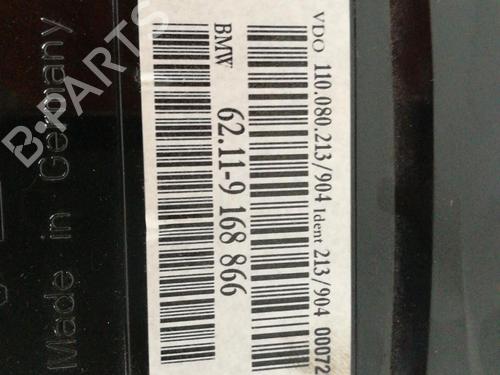 VDO 110.080.213/904 Ident 213/904 00072
BMW 62.11-9 168 866
Made in Germany
B-PARTS